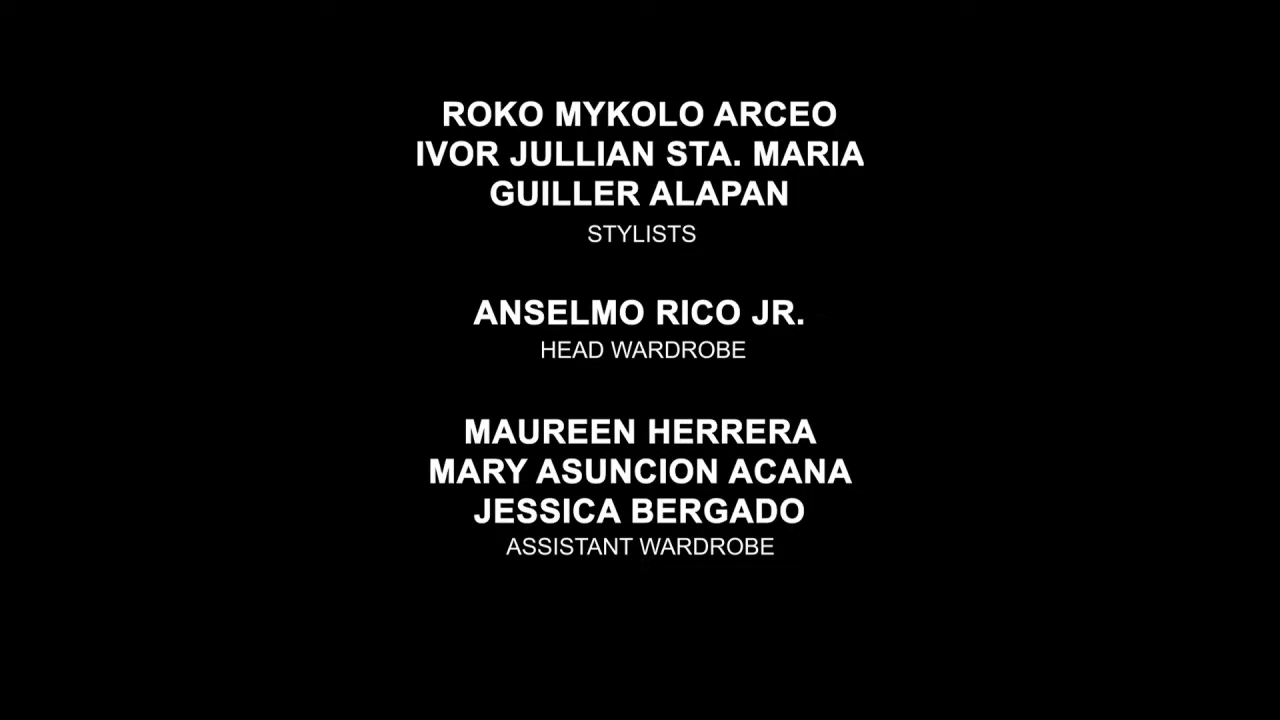 ROKO MYKOLO ARCEO
IVOR JULLIAN STA. MARIA
GUILLER ALAPAN
STYLISTS
ANSELMO RICO JR.
HEAD WARDROBE
MAUREEN HERRERA
MARY ASUNCION ACANA
JESSICA BERGADO
ASSISTANT WARDROBE